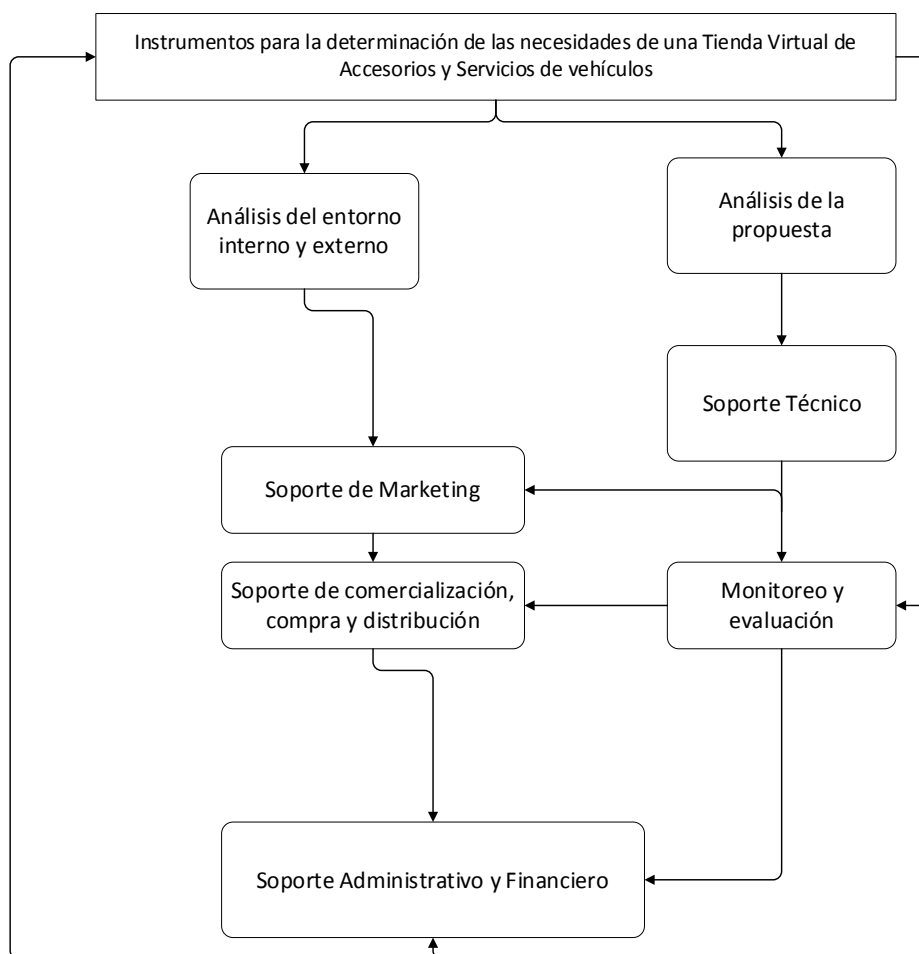 Instrumentos para la determinación de las necesidades de una Tienda Virtual de
Accesorios y Servicios de vehículos
Análisis del entorno
interno y externo
Análisis de la
propuesta
Soporte Técnico
Soporte de Marketing
Soporte de comercialización,
compra y distribución
Monitoreo y
evaluación
Soporte Administrativo y Financiero